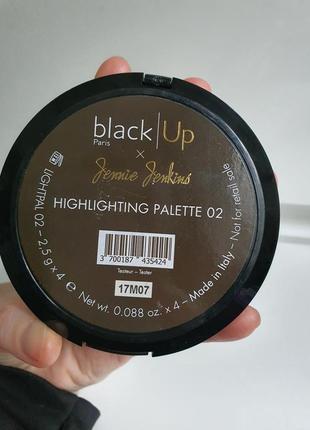 black|Up
Paris
×
Jennie Jenkins
HIGHLIGHTING PALETTE 02
3 700187 435424
Testeur – Tester
17M07
LIGHTPAL 02 – 2,5 g x 4 ℮ Net wt. 0.088 oz. x 4 – Made in Italy – Not for retail sale